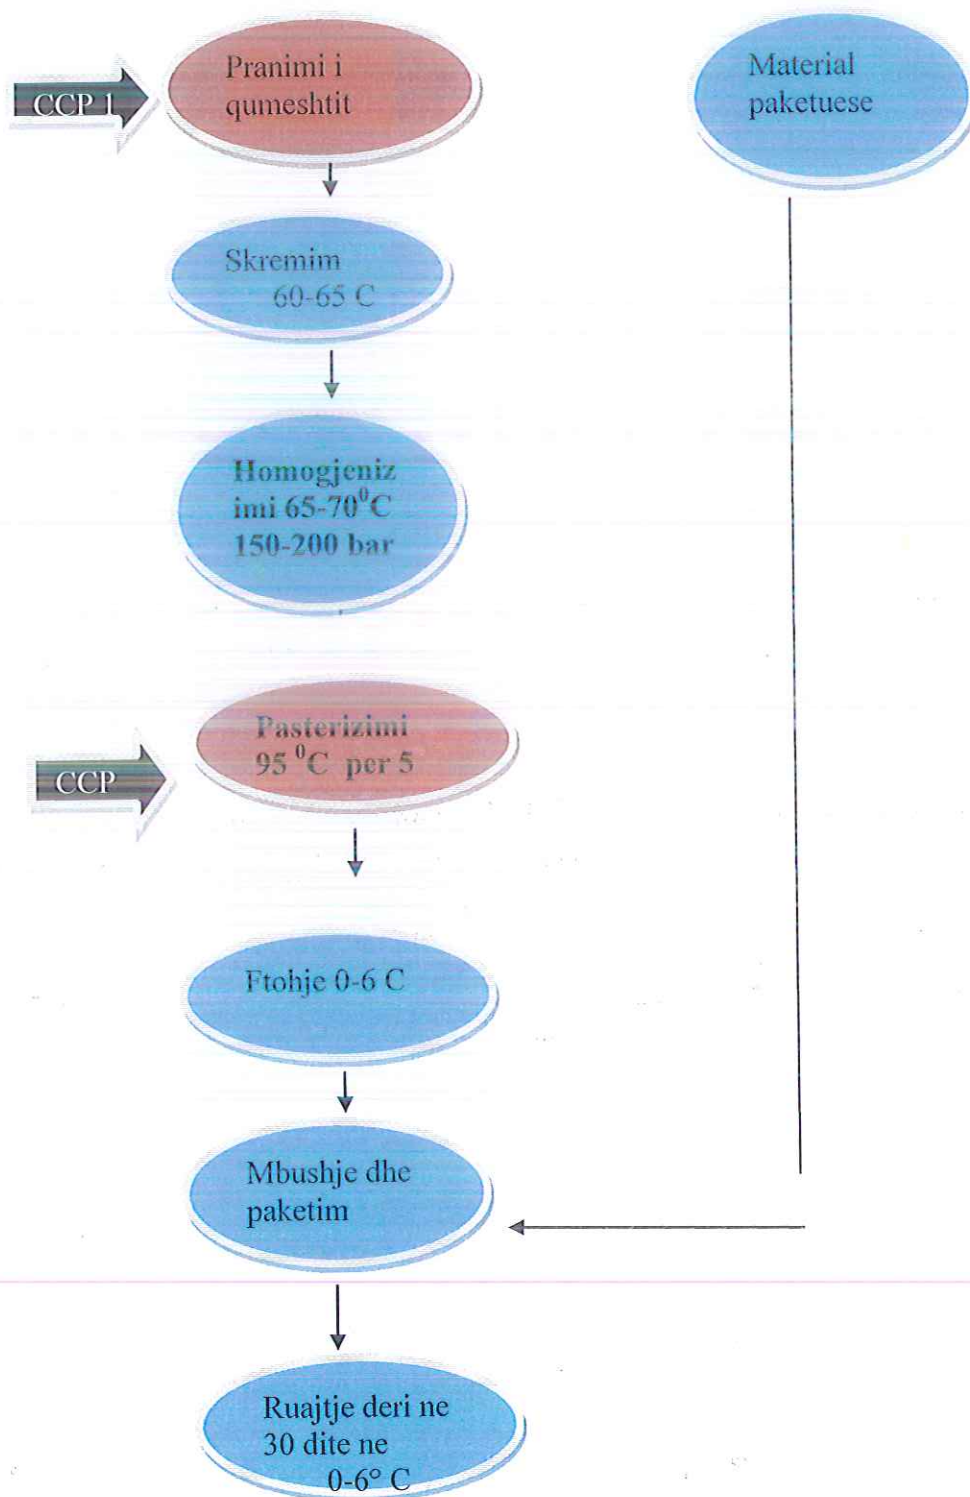 CCP 1
Pranimi i
qumeshtit
Material
paketuese
Skremim
60-65 C
Homogjeniz
imi 65-70⁰C
150-200 bar
CCP
Pasterizimi
95 ⁰C per 5
Ftohje 0-6 C
Mbushje dhe
paketim
Ruajtje deri ne
30 dite ne
0-6° C